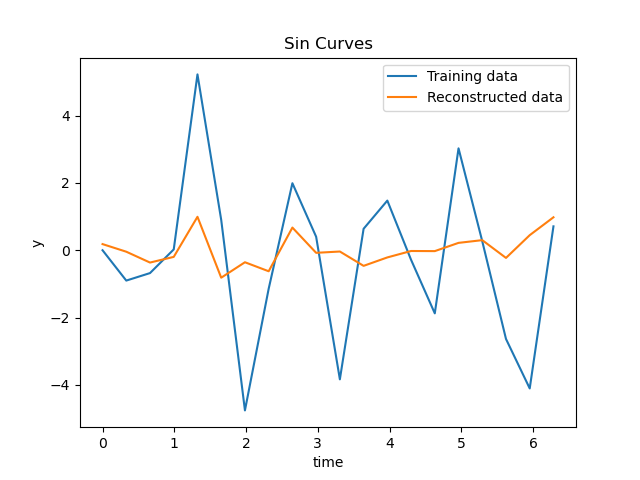 Sin Curves
Training data
Reconstructed data
y
4
2
0
−2
−4
0 1 2 3 4 5 6
time